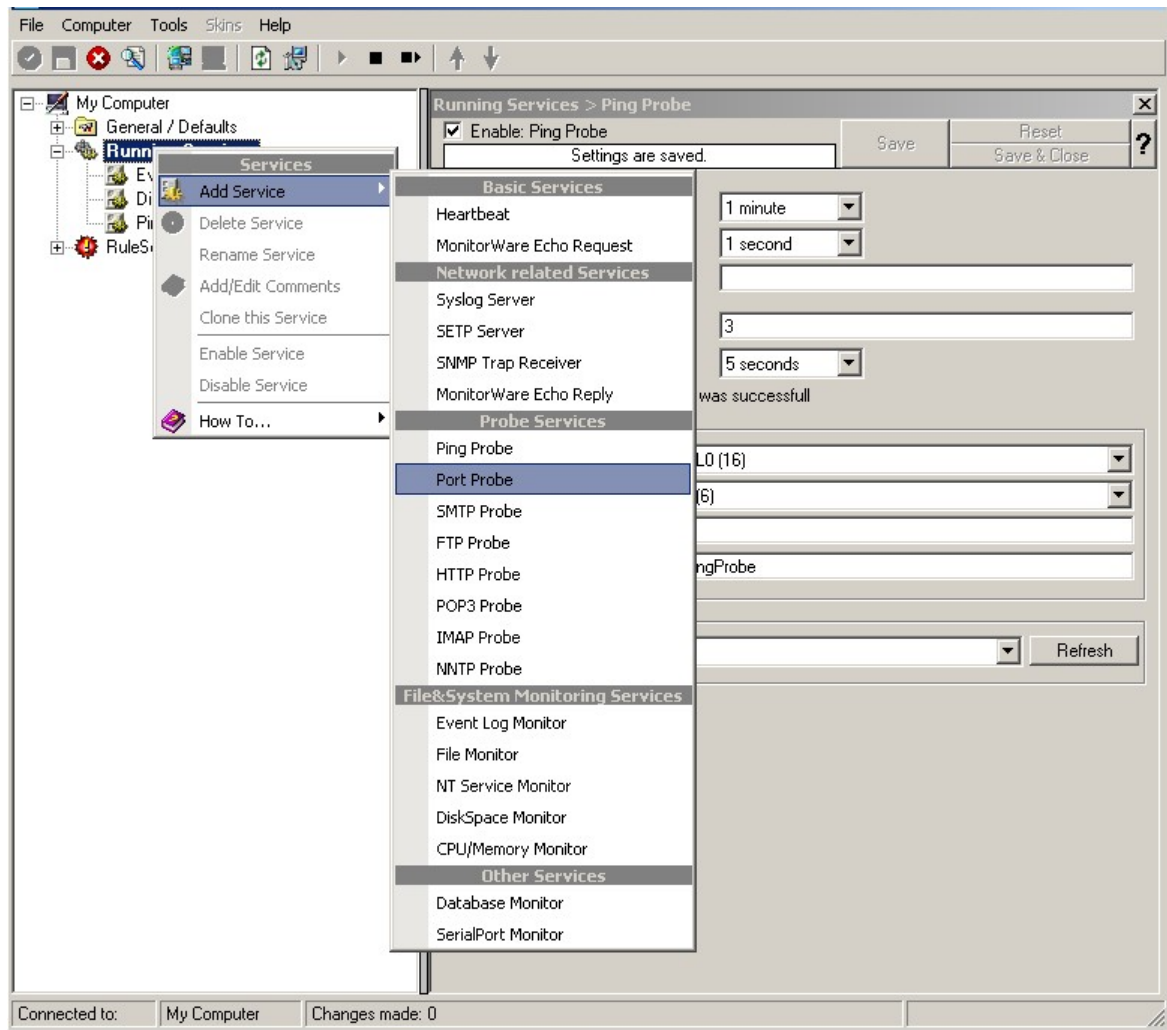 File Computer Tools Skins Help
My Computer
General / Defaults
RuleS
Running Services > Ping Probe
Enable: Ping Probe
Settings are saved.
Save
Reset
Save & Close
?
Services
Add Service
Delete Service
Rename Service
Add/Edit Comments
Clone this Service
Enable Service
Disable Service
How To...
Basic Services
Heartbeat
MonitorWare Echo Request
Network related Services
Syslog Server
SETP Server
SNMP Trap Receiver
MonitorWare Echo Reply
Probe Services
Ping Probe
Port Probe
SMTP Probe
FTP Probe
HTTP Probe
POP3 Probe
IMAP Probe
NNTP Probe
File&System Monitoring Services
Event Log Monitor
File Monitor
NT Service Monitor
DiskSpace Monitor
CPU/Memory Monitor
Other Services
Database Monitor
SerialPort Monitor
1 minute
1 second
3
5 seconds
was successfull
L0 (16)
(6)
ngProbe
Refresh
Connected to: My Computer Changes made: 0